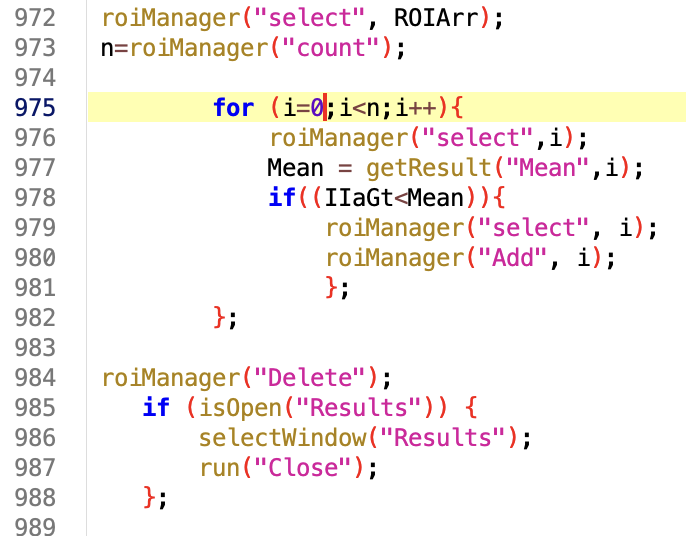 972 roiManager("select", ROIArr);
973 n=roiManager("count");
974
975 for (i=0;i<n;i++){
976 roiManager("select",i);
977 Mean = getResult("Mean",i);
978 if((IIaGt<Mean)){
979 roiManager("select", i);
980 roiManager("Add", i);
981 };
982 };
983
984 roiManager("Delete");
985 if (isOpen("Results")) {
986 selectWindow("Results");
987 run("Close");
988 };
989